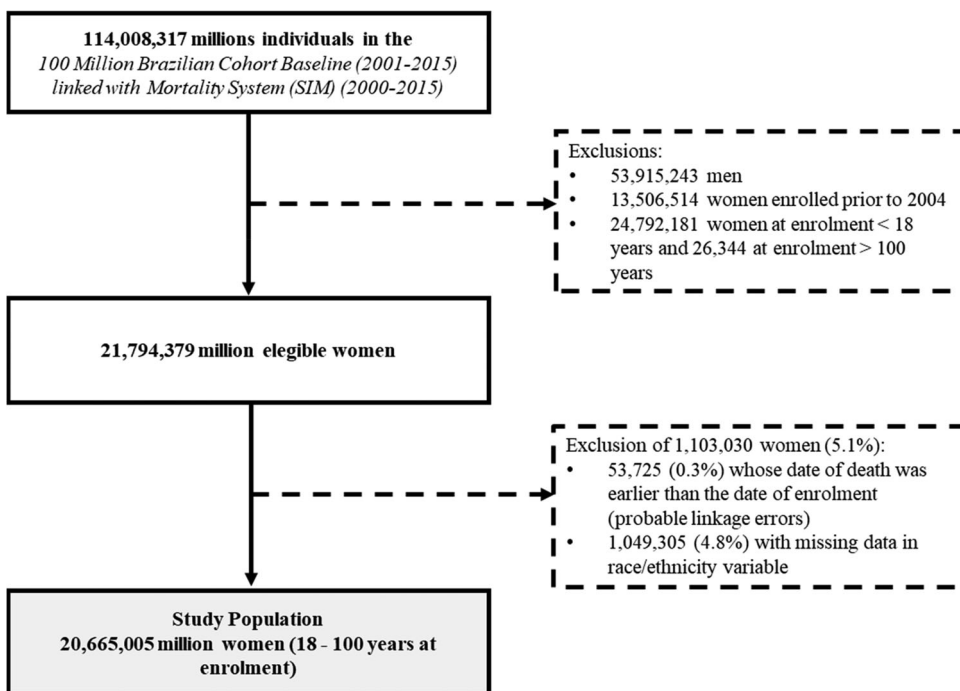 114,008,317 millions individuals in the
100 Million Brazilian Cohort Baseline (2001-2015)
linked with Mortality System (SIM) (2000-2015)
Exclusions:
• 53,915,243 men
• 13,506,514 women enrolled prior to 2004
• 24,792,181 women at enrolment < 18
years and 26,344 at enrolment > 100
years
21,794,379 million elegible women
Exclusion of 1,103,030 women (5.1%):
• 53,725 (0.3%) whose date of death was
earlier than the date of enrolment
(probable linkage errors)
• 1,049,305 (4.8%) with missing data in
race/ethnicity variable
Study Population
20,665,005 million women (18 - 100 years at
enrolment)